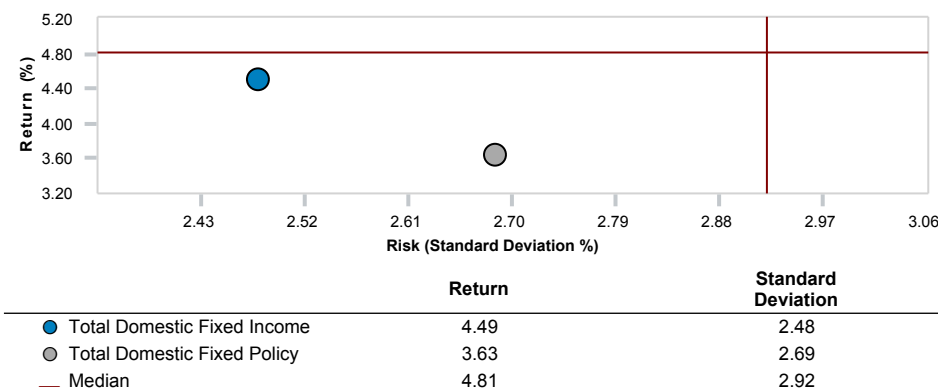 5.20
4.80
4.40
4.00
3.60
3.20
Return (%)
2.43 2.52 2.61 2.70 2.79 2.88 2.97 3.06
Risk (Standard Deviation %)
Return Standard Deviation
Total Domestic Fixed Income 4.49 2.48
Total Domestic Fixed Policy 3.63 2.69
Median 4.81 2.92